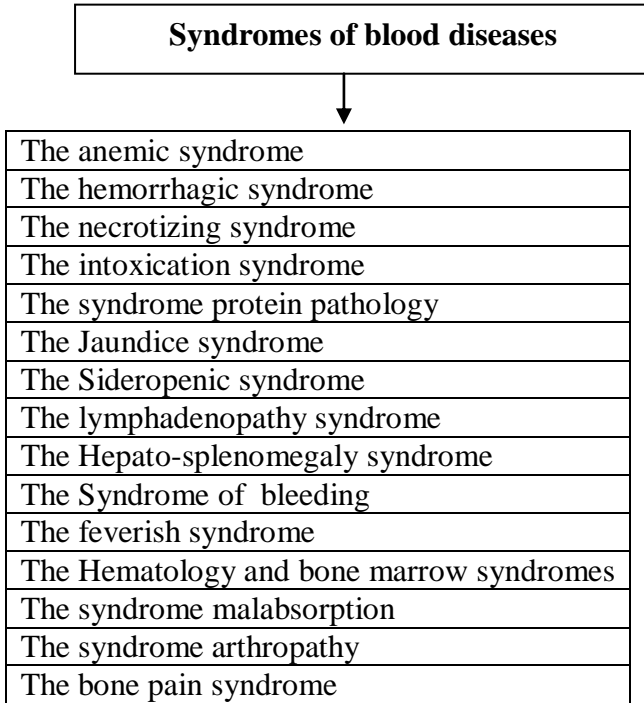 Syndromes of blood diseases
The anemic syndrome
The hemorrhagic syndrome
The necrotizing syndrome
The intoxication syndrome
The syndrome protein pathology
The Jaundice syndrome
The Sideropenic syndrome
The lymphadenopathy syndrome
The Hepato-splenomegaly syndrome
The Syndrome of  bleeding
The feverish syndrome
The Hematology and bone marrow syndromes
The syndrome malabsorption
The syndrome arthropathy
The bone pain syndrome